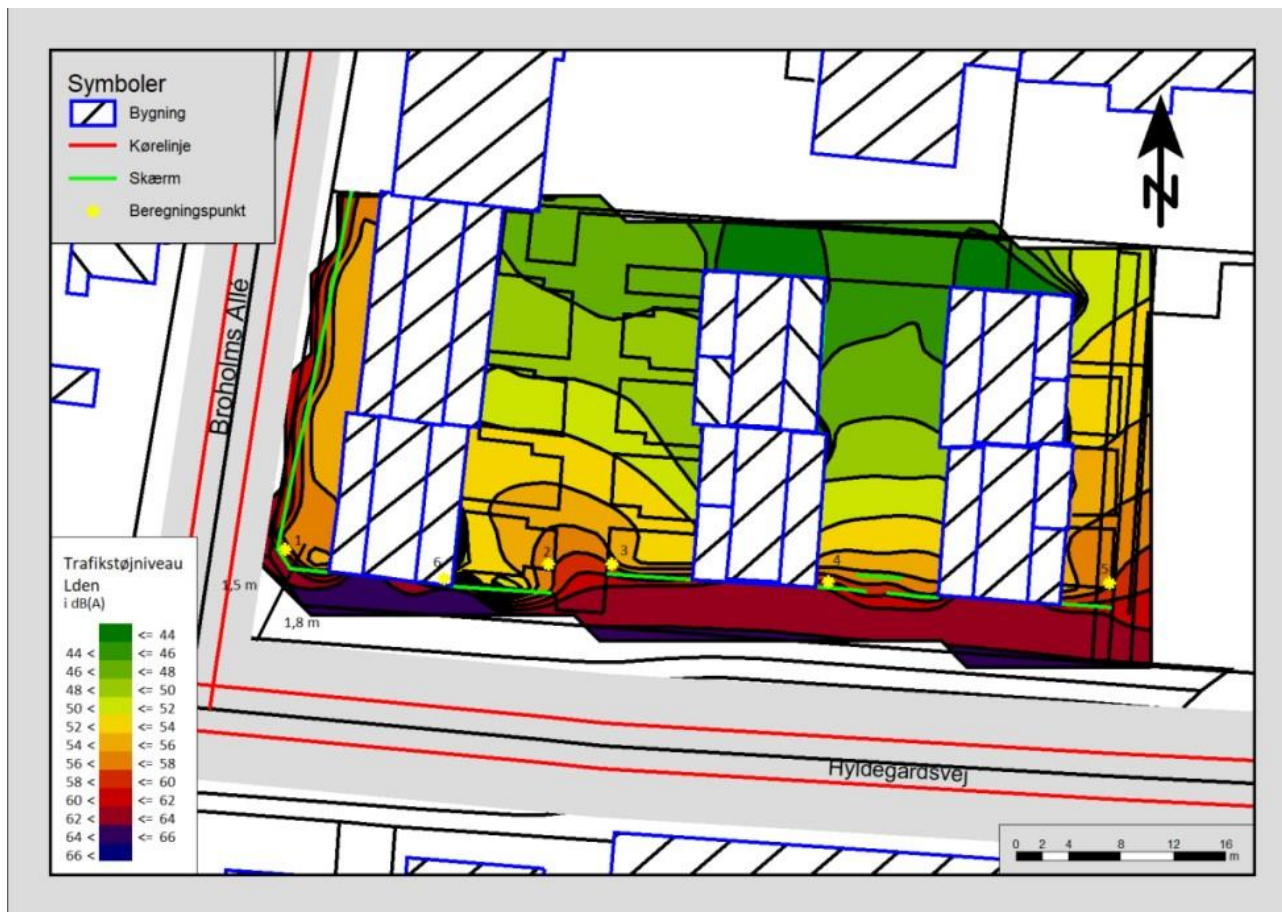 Symboler
Bygning
Kørelinje
Skærm
Beregningspunkt
N
Broholms Allé
1
6
2
3
4
5
1,5 m
1,8 m
Trafikstøjniveau
Lden
i dB(A)
<= 44
44 < <= 46
46 < <= 48
48 < <= 50
50 < <= 52
52 < <= 54
54 < <= 56
56 < <= 58
58 < <= 60
60 < <= 62
62 < <= 64
64 < <= 66
66 <
Hyldegardsvej
0 2 4 8 12 16
m